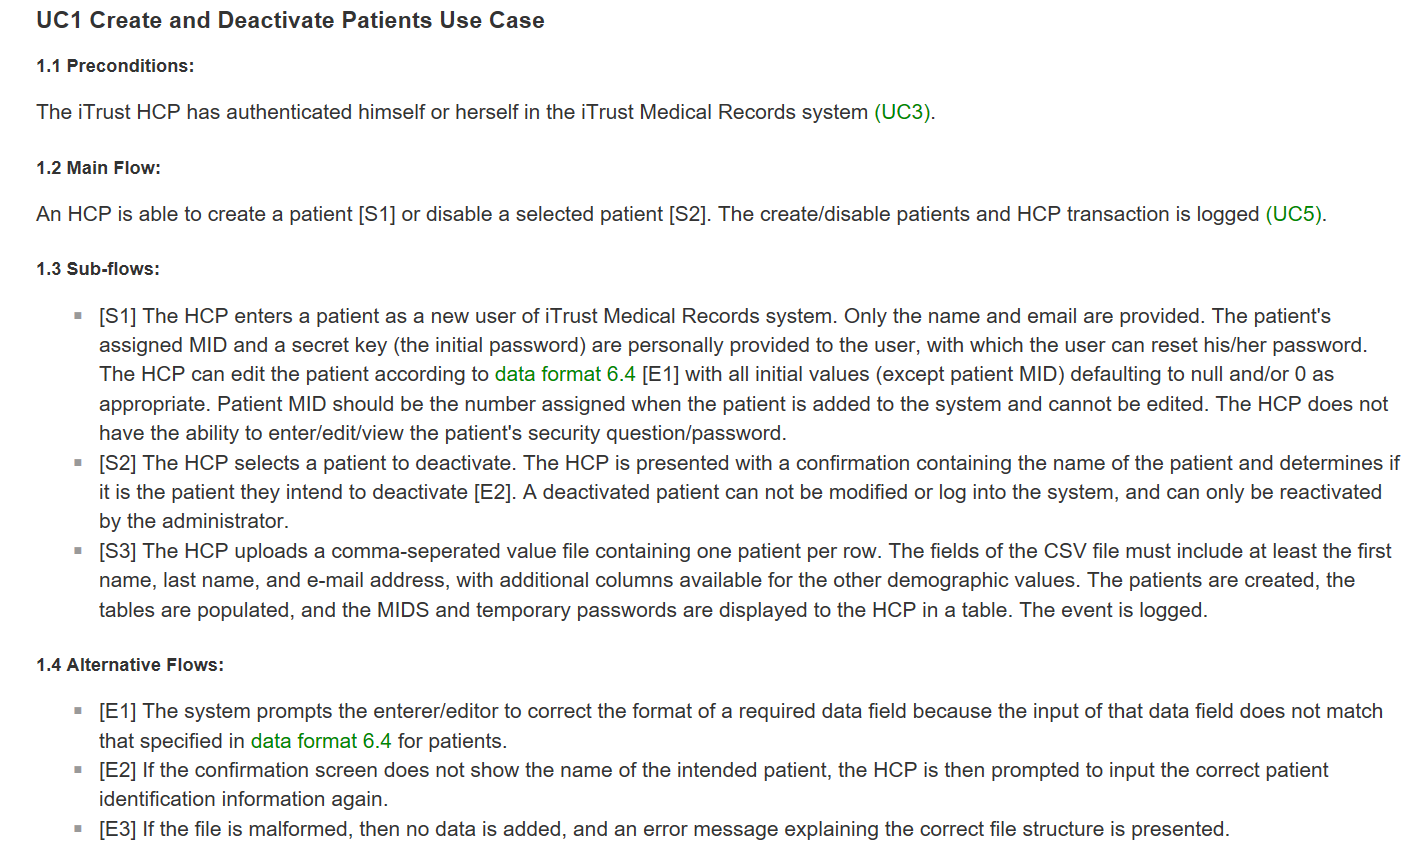 UC1 Create and Deactivate Patients Use Case
1.1 Preconditions:
The iTrust HCP has authenticated himself or herself in the iTrust Medical Records system (UC3).
1.2 Main Flow:
An HCP is able to create a patient [S1] or disable a selected patient [S2]. The create/disable patients and HCP transaction is logged (UC5).
1.3 Sub-flows:
[S1] The HCP enters a patient as a new user of iTrust Medical Records system. Only the name and email are provided. The patient's
assigned MID and a secret key (the initial password) are personally provided to the user, with which the user can reset his/her password.
The HCP can edit the patient according to data format 6.4 [E1] with all initial values (except patient MID) defaulting to null and/or 0 as
appropriate. Patient MID should be the number assigned when the patient is added to the system and cannot be edited. The HCP does not
have the ability to enter/edit/view the patient's security question/password.
[S2] The HCP selects a patient to deactivate. The HCP is presented with a confirmation containing the name of the patient and determines if
it is the patient they intend to deactivate [E2]. A deactivated patient can not be modified or log into the system, and can only be reactivated
by the administrator.
[S3] The HCP uploads a comma-seperated value file containing one patient per row. The fields of the CSV file must include at least the first
name, last name, and e-mail address, with additional columns available for the other demographic values. The patients are created, the
tables are populated, and the MIDS and temporary passwords are displayed to the HCP in a table. The event is logged.
1.4 Alternative Flows:
[E1] The system prompts the enterer/editor to correct the format of a required data field because the input of that data field does not match
that specified in data format 6.4 for patients.
[E2] If the confirmation screen does not show the name of the intended patient, the HCP is then prompted to input the correct patient
identification information again.
[E3] If the file is malformed, then no data is added, and an error message explaining the correct file structure is presented.